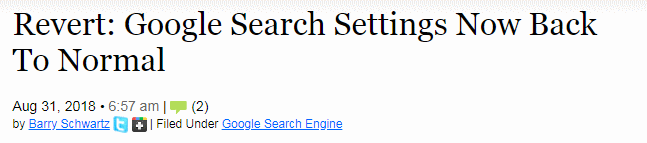 Revert: Google Search Settings Now Back
To Normal
Aug 31, 2018 • 6:57 am | (2)
by Barry Schwartz | Filed Under Google Search Engine